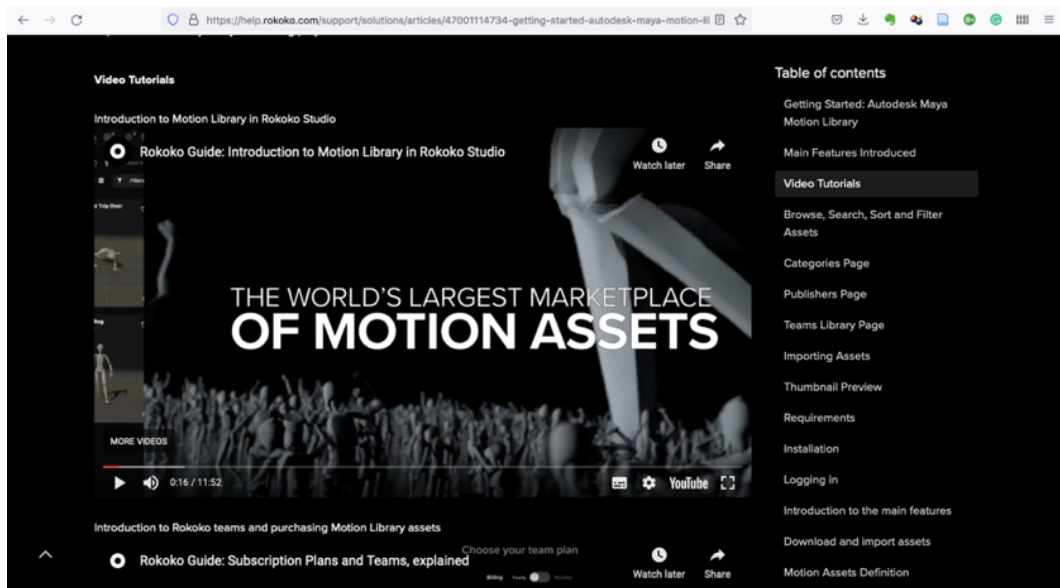 https://help.rokoko.com/support/solutions/articles/47001114734-getting-started-autodesk-maya-motion-li
Video Tutorials
Introduction to Motion Library in Rokoko Studio
Rokoko Guide: Introduction to Motion Library in Rokoko Studio
Watch later
Share
Trip Over
THE WORLD'S LARGEST MARKETPLACE
OF MOTION ASSETS
MORE VIDEOS
0:16 / 11:52
YouTube
Introduction to Rokoko teams and purchasing Motion Library assets
Choose your team plan
Rokoko Guide: Subscription Plans and Teams, explained
Billing
Yearly
Monthly
Watch later
Share
Table of contents
Getting Started: Autodesk Maya
Motion Library
Main Features Introduced
Video Tutorials
Browse, Search, Sort and Filter
Assets
Categories Page
Publishers Page
Teams Library Page
Importing Assets
Thumbnail Preview
Requirements
Installation
Logging in
Introduction to the main features
Download and import assets
Motion Assets Definition